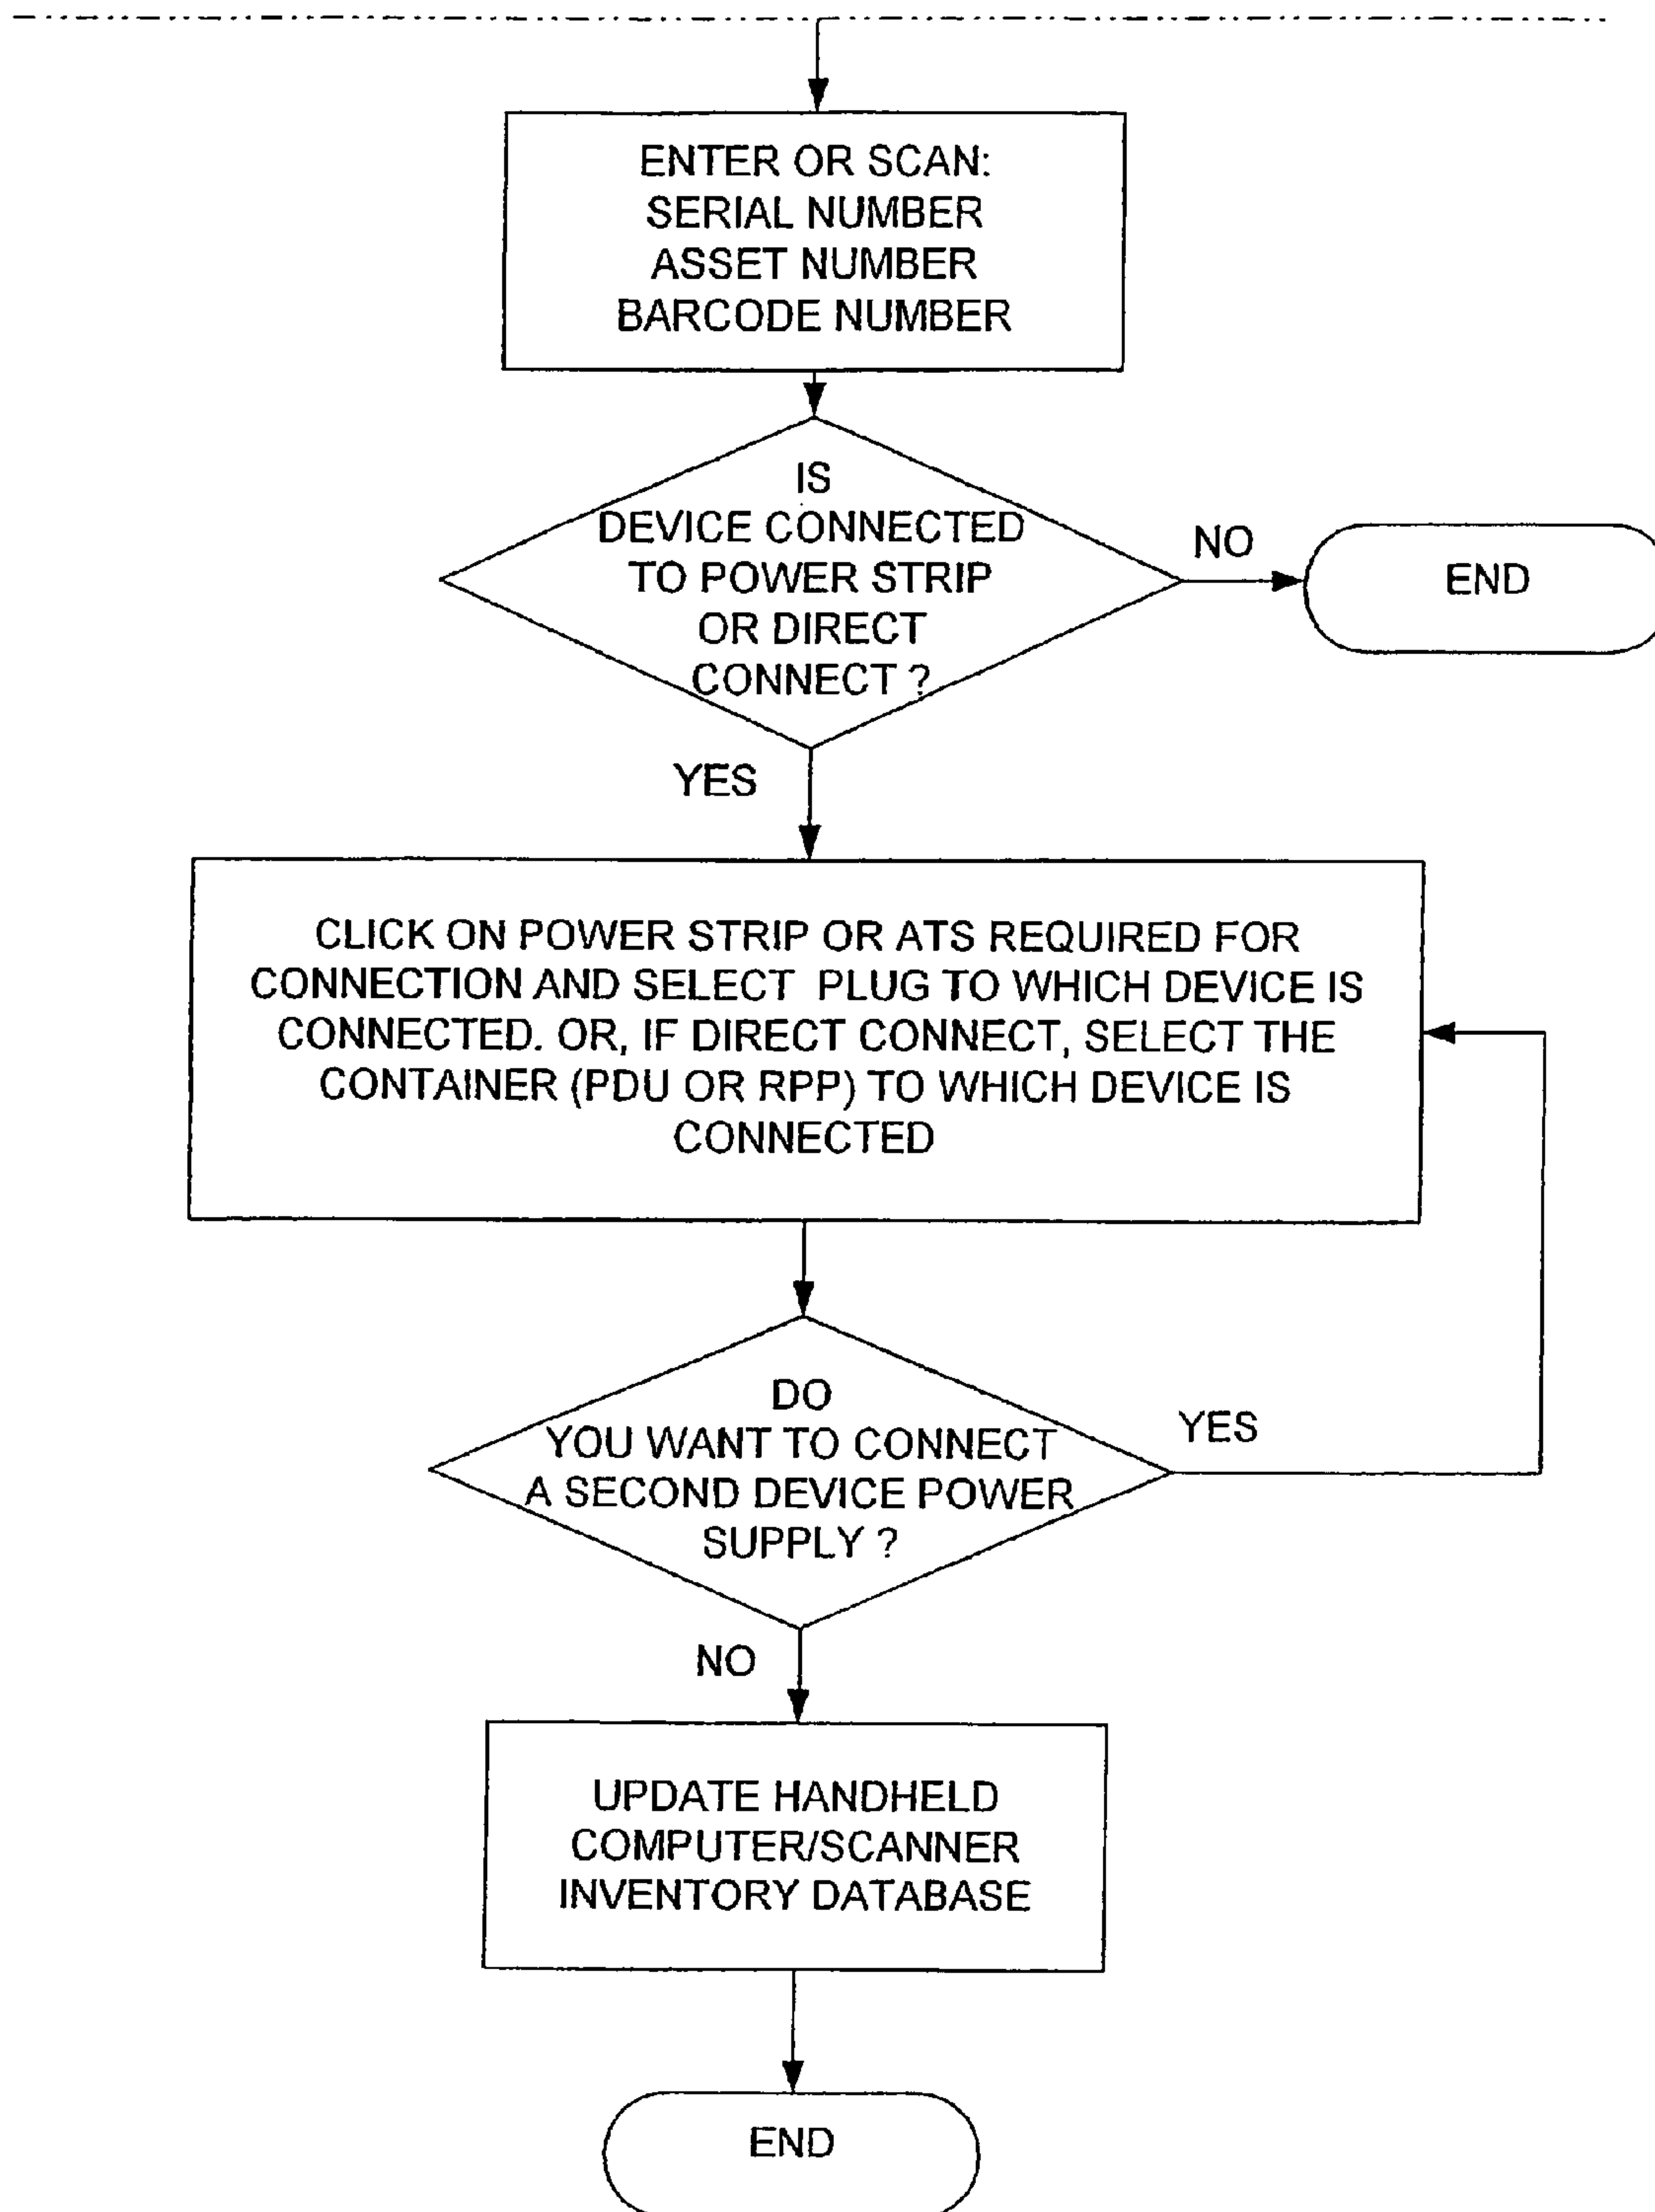 ENTER OR SCAN:
SERIAL NUMBER
ASSET NUMBER
BARCODE NUMBER
IS
DEVICE CONNECTED
TO POWER STRIP
OR DIRECT
CONNECT ?
NO
END
YES
CLICK ON POWER STRIP OR ATS REQUIRED FOR
CONNECTION AND SELECT PLUG TO WHICH DEVICE IS
CONNECTED. OR, IF DIRECT CONNECT, SELECT THE
CONTAINER (PDU OR RPP) TO WHICH DEVICE IS
CONNECTED
DO
YOU WANT TO CONNECT
A SECOND DEVICE POWER
SUPPLY ?
YES
NO
UPDATE HANDHELD
COMPUTER/SCANNER
INVENTORY DATABASE
END